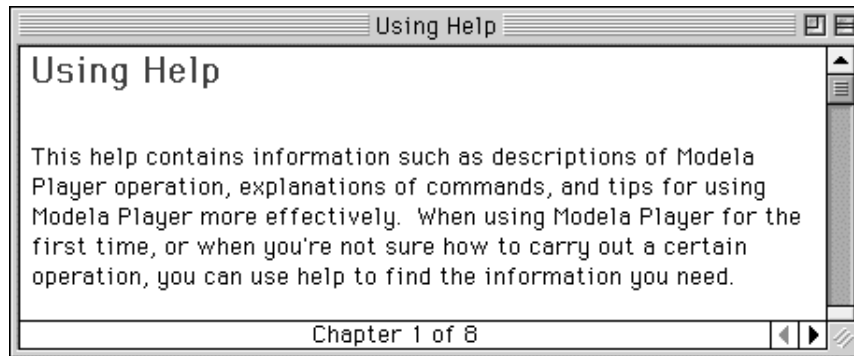 Using Help
Using Help
This help contains information such as descriptions of Modela
Player operation, explanations of commands, and tips for using
Modela Player more effectively.  When using Modela Player for the
first time, or when you're not sure how to carry out a certain
operation, you can use help to find the information you need.
Chapter 1 of 8